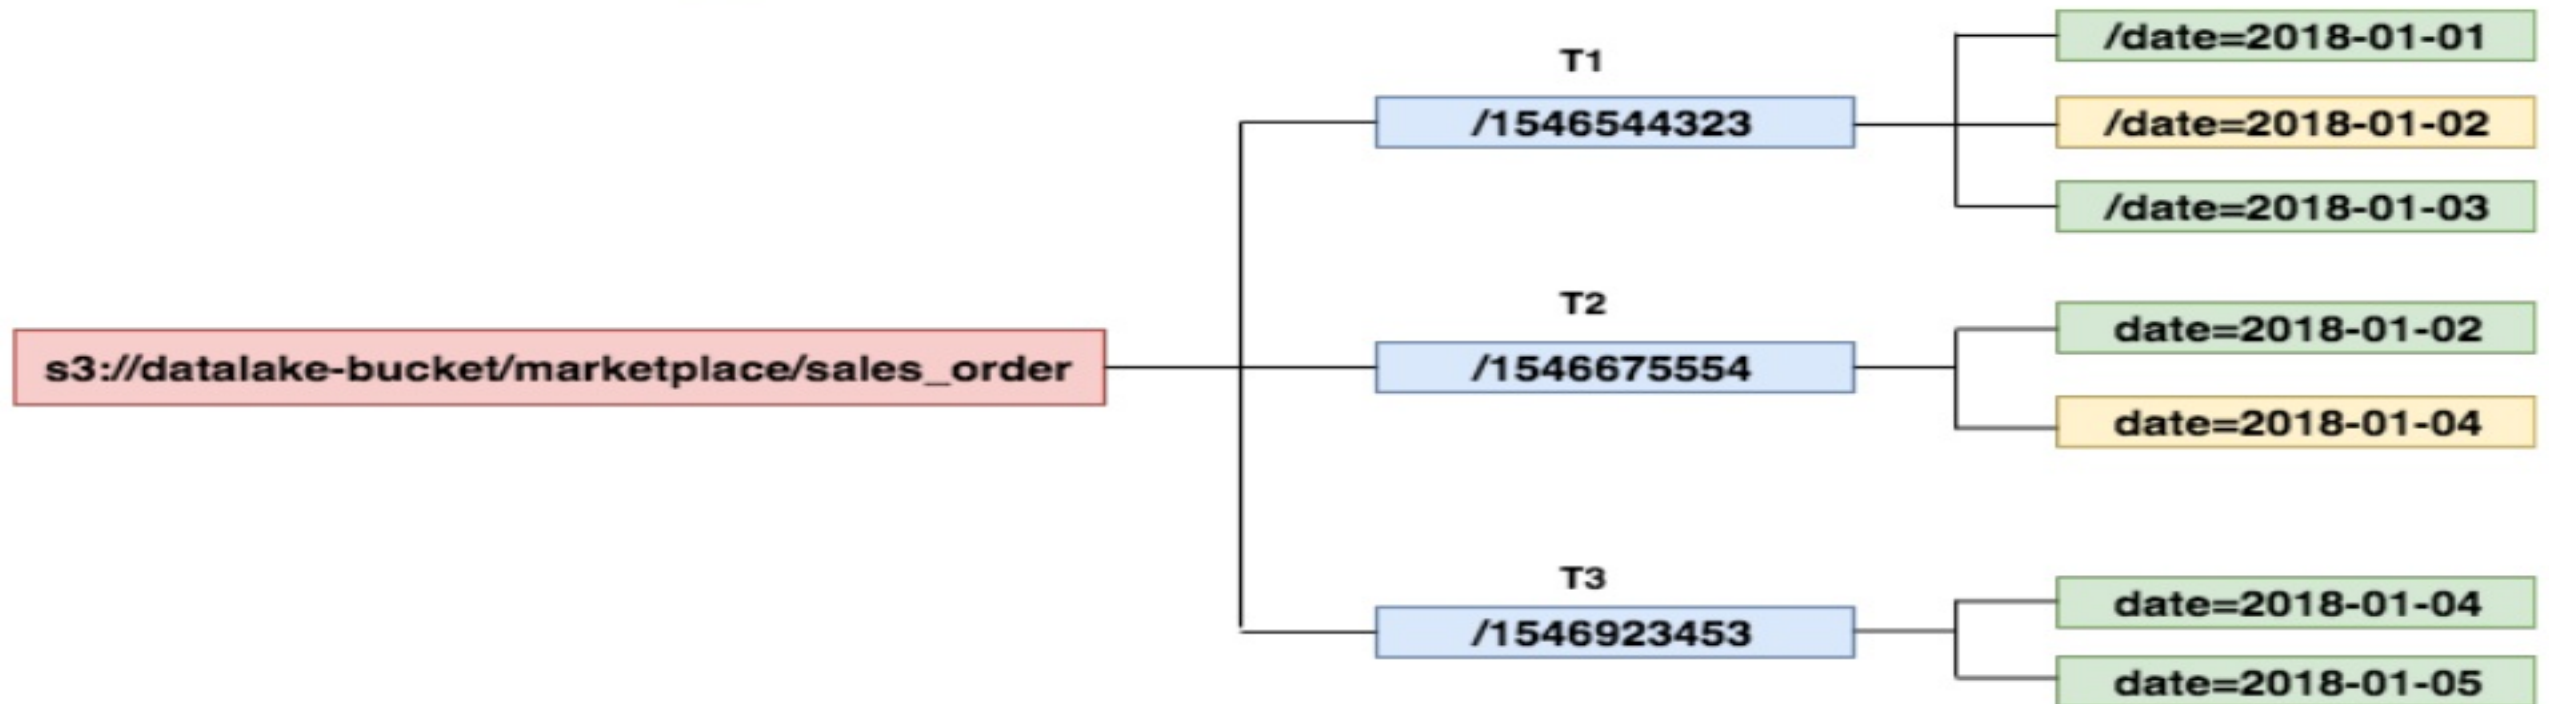 T1
/1546544323
/date=2018-01-01
/date=2018-01-02
/date=2018-01-03
s3://datalake-bucket/marketplace/sales_order
T2
/1546675554
date=2018-01-02
date=2018-01-04
T3
/1546923453
date=2018-01-04
date=2018-01-05